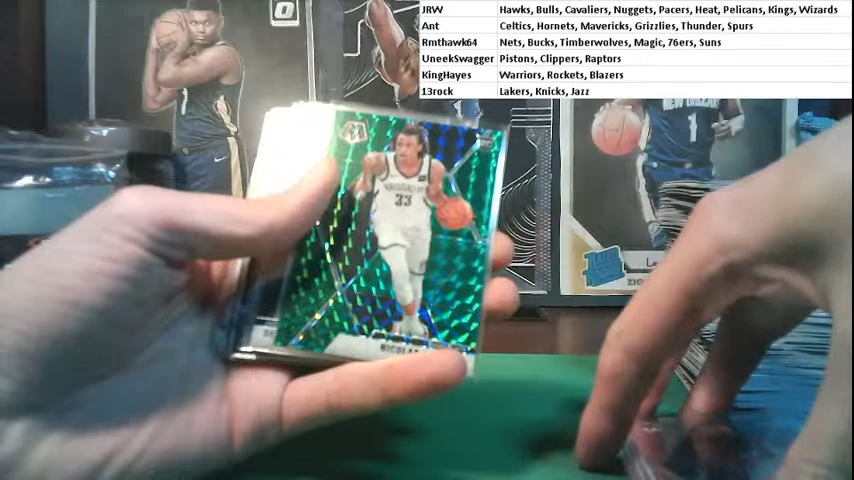 JRW Hawks, Bulls, Cavaliers, Nuggets, Pacers, Heat, Pelicans, Kings, Wizards
Ant Celtics, Hornets, Mavericks, Grizzlies, Thunder, Spurs
Rmthawk64 Nets, Bucks, Timberwolves, Magic, 76ers, Suns
UneekSwagger Pistons, Clippers, Raptors
KingHayes Warriors, Rockets, Blazers
13rock Lakers, Knicks, Jazz
NEW ORLEANS
1
33
Rated